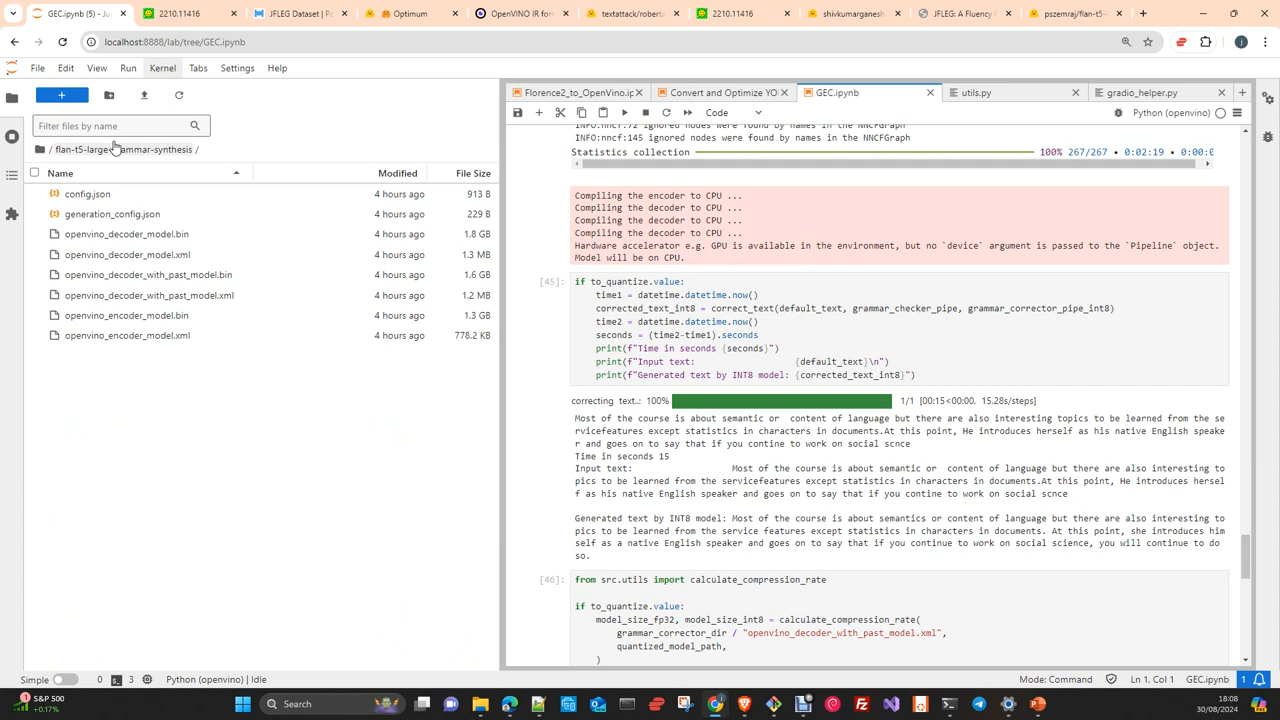 GEC.ipynb (5) - Jupyter
2210.11416
JFLEG Dataset | Pa
Optimum
OpenVINO IR for
textattack/roberta
2210.11416
shivkumarganes
JFLEG: A Fluency
pszemraj/flan-t5-
localhost:8888/lab/tree/GEC.ipynb
File Edit View Run Kernel Tabs Settings Help
Florence2_to_OpenVino.ip
Convert and Optimize YO
GEC.ipynb
utils.py
gradio_helper.py
Code
Python (openvino)
Filter files by name
/ flan-t5-large-grammar-synthesis /
Name Modified File Size
config.json 4 hours ago 913 B
generation_config.json 4 hours ago 229 B
openvino_decoder_model.bin 4 hours ago 1.8 GB
openvino_decoder_model.xml 4 hours ago 1.3 MB
openvino_decoder_with_past_model.bin 4 hours ago 1.6 GB
openvino_decoder_with_past_model.xml 4 hours ago 1.2 MB
openvino_encoder_model.bin 4 hours ago 1.3 GB
openvino_encoder_model.xml 4 hours ago 778.2 KB
INFO:nncf:72 ignored nodes were found by names in the NNCFGraph
INFO:nncf:145 ignored nodes were found by names in the NNCFGraph
Statistics collection 100% 267/267 • 0:02:19 • 0:00:0
Compiling the encoder to CPU ...
Compiling the decoder to CPU ...
Compiling the decoder to CPU ...
Compiling the decoder to CPU ...
Hardware accelerator e.g. GPU is available in the environment, but no `device` argument is passed to the `Pipeline` object.
Model will be on CPU.
[45]: if to_quantize.value:
time1 = datetime.datetime.now()
corrected_text_int8 = correct_text(default_text, grammar_checker_pipe, grammar_corrector_pipe_int8)
time2 = datetime.datetime.now()
seconds = (time2-time1).seconds
print(f"Time in seconds {seconds}")
print(f"Input text: {default_text}\n")
print(f"Generated text by INT8 model: {corrected_text_int8}")
correcting text..: 100% 1/1 [00:15<00:00, 15.28s/steps]
Most of the course is about semantic or content of language but there are also interesting topics to be learned from the se
rvicefeatures except statistics in characters in documents.At this point, He introduces herself as his native English speake
r and goes on to say that if you contine to work on social scnce
Time in seconds 15
Input text: Most of the course is about semantic or content of language but there are also interesting to
pics to be learned from the servicefeatures except statistics in characters in documents.At this point, He introduces hersel
f as his native English speaker and goes on to say that if you contine to work on social scnce
Generated text by INT8 model: Most of the course is about semantics or content of language but there are also interesting to
pics to be learned from the service features except statistics in characters in documents. At this point, she introduces him
self as a native English speaker and goes on to say that if you continue to work on social science, you will continue to do
so.
[46]: from src.utils import calculate_compression_rate
if to_quantize.value:
model_size_fp32, model_size_int8 = calculate_compression_rate(
grammar_corrector_dir / "openvino_decoder_with_past_model.xml",
quantized_model_path,
)
Simple 0 3 Python (openvino) | Idle
Mode: Command Ln 1, Col 1 GEC.ipynb 1
S&P 500
+0.17%
1
Search
18:08
30/08/2024